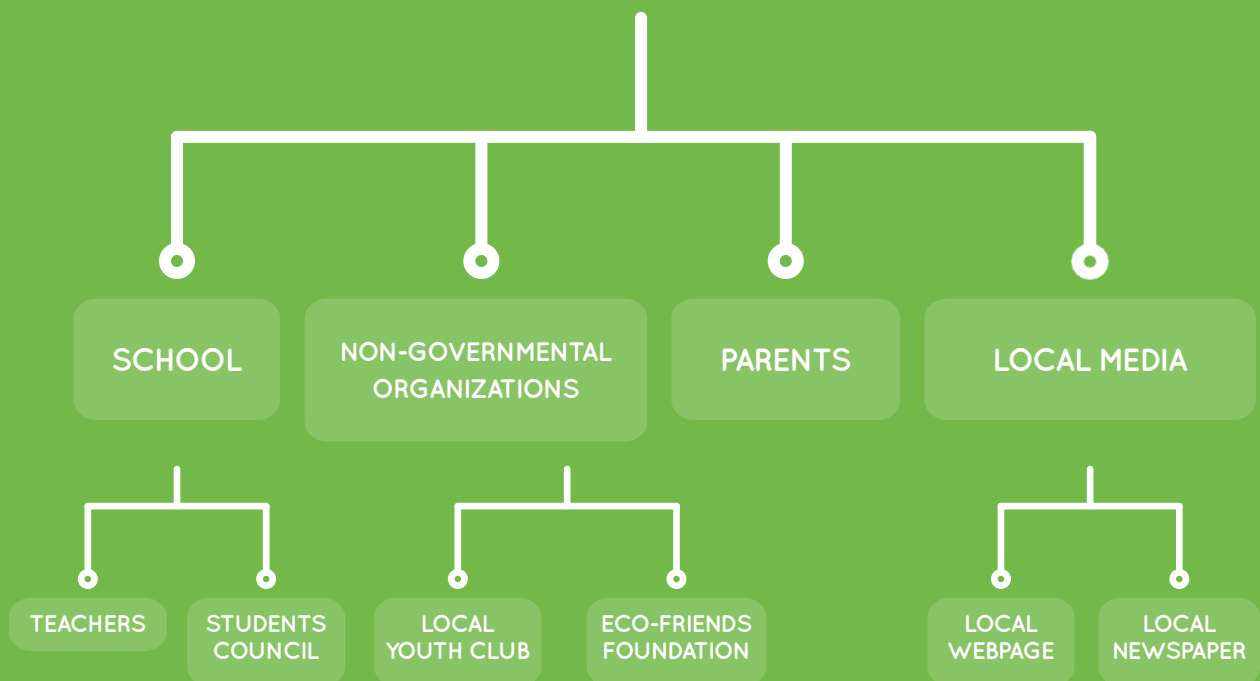 SCHOOL
NON-GOVERNMENTAL
ORGANIZATIONS
PARENTS
LOCAL MEDIA
TEACHERS
STUDENTS
COUNCIL
LOCAL
YOUTH CLUB
ECO-FRIENDS
FOUNDATION
LOCAL
WEBPAGE
LOCAL
NEWSPAPER